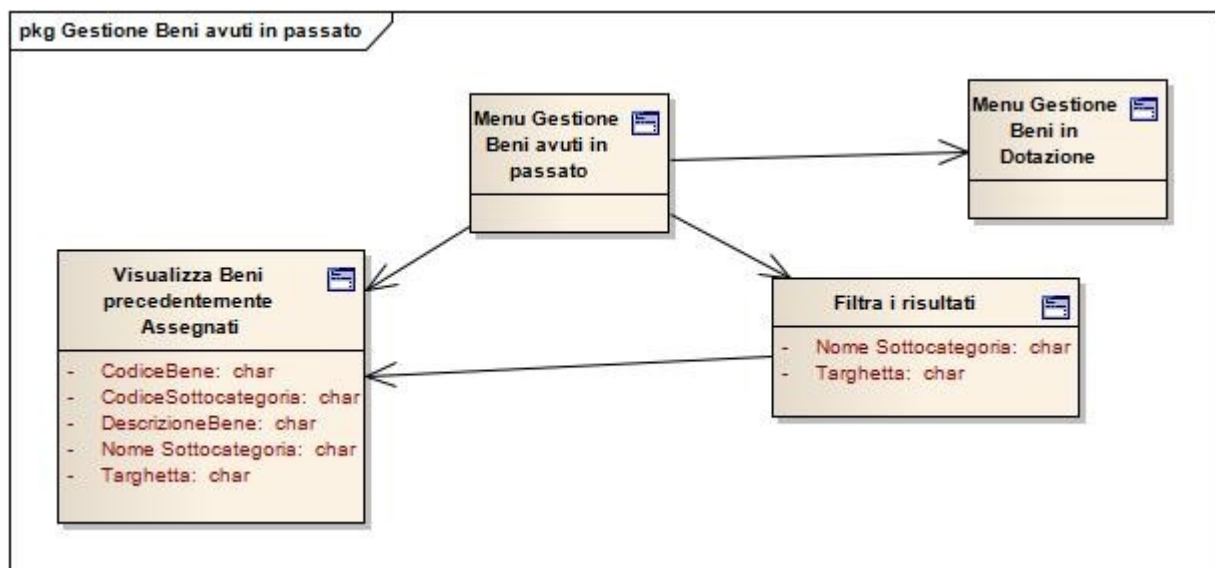 pkg Gestione Beni avuti in passato
Menu Gestione
Beni avuti in
passato
Menu Gestione
Beni in
Dotazione
Visualizza Beni
precedentemente
Assegnati
- CodiceBene: char
- CodiceSottocategoria: char
- DescrizioneBene: char
- Nome Sottocategoria: char
- Targhetta: char
Filtra i risultati
- Nome Sottocategoria: char
- Targhetta: char